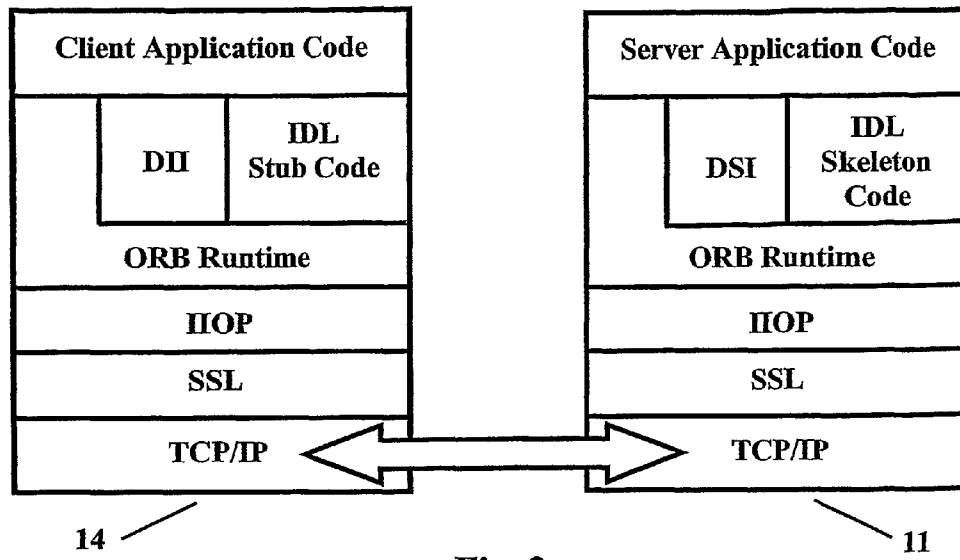 Client Application Code
DII
IDL
Stub Code
ORB Runtime
IIOP
SSL
TCP/IP
14
Server Application Code
DSI
IDL
Skeleton
Code
ORB Runtime
IIOP
SSL
TCP/IP
11